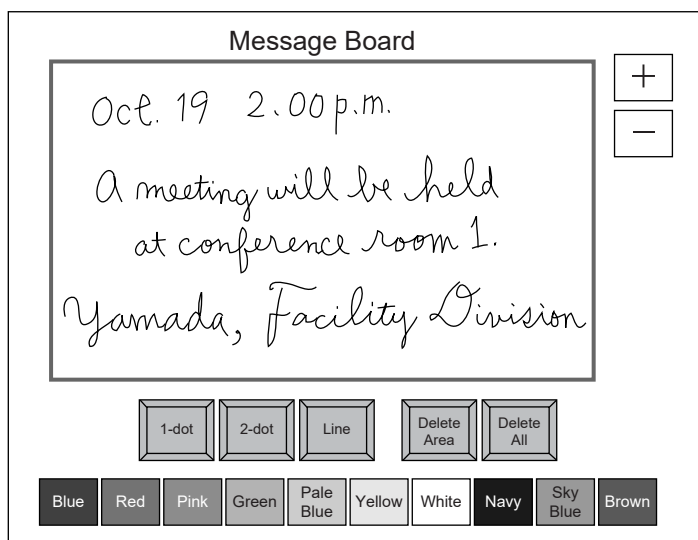 Message Board
+
−
Oct. 19 2.00 p.m.
A meeting will be held
at conference room 1.
Yamada, Facility Division
1-dot 2-dot Line Delete Area Delete All
Blue Red Pink Green Pale Blue Yellow White Navy Sky Blue Brown